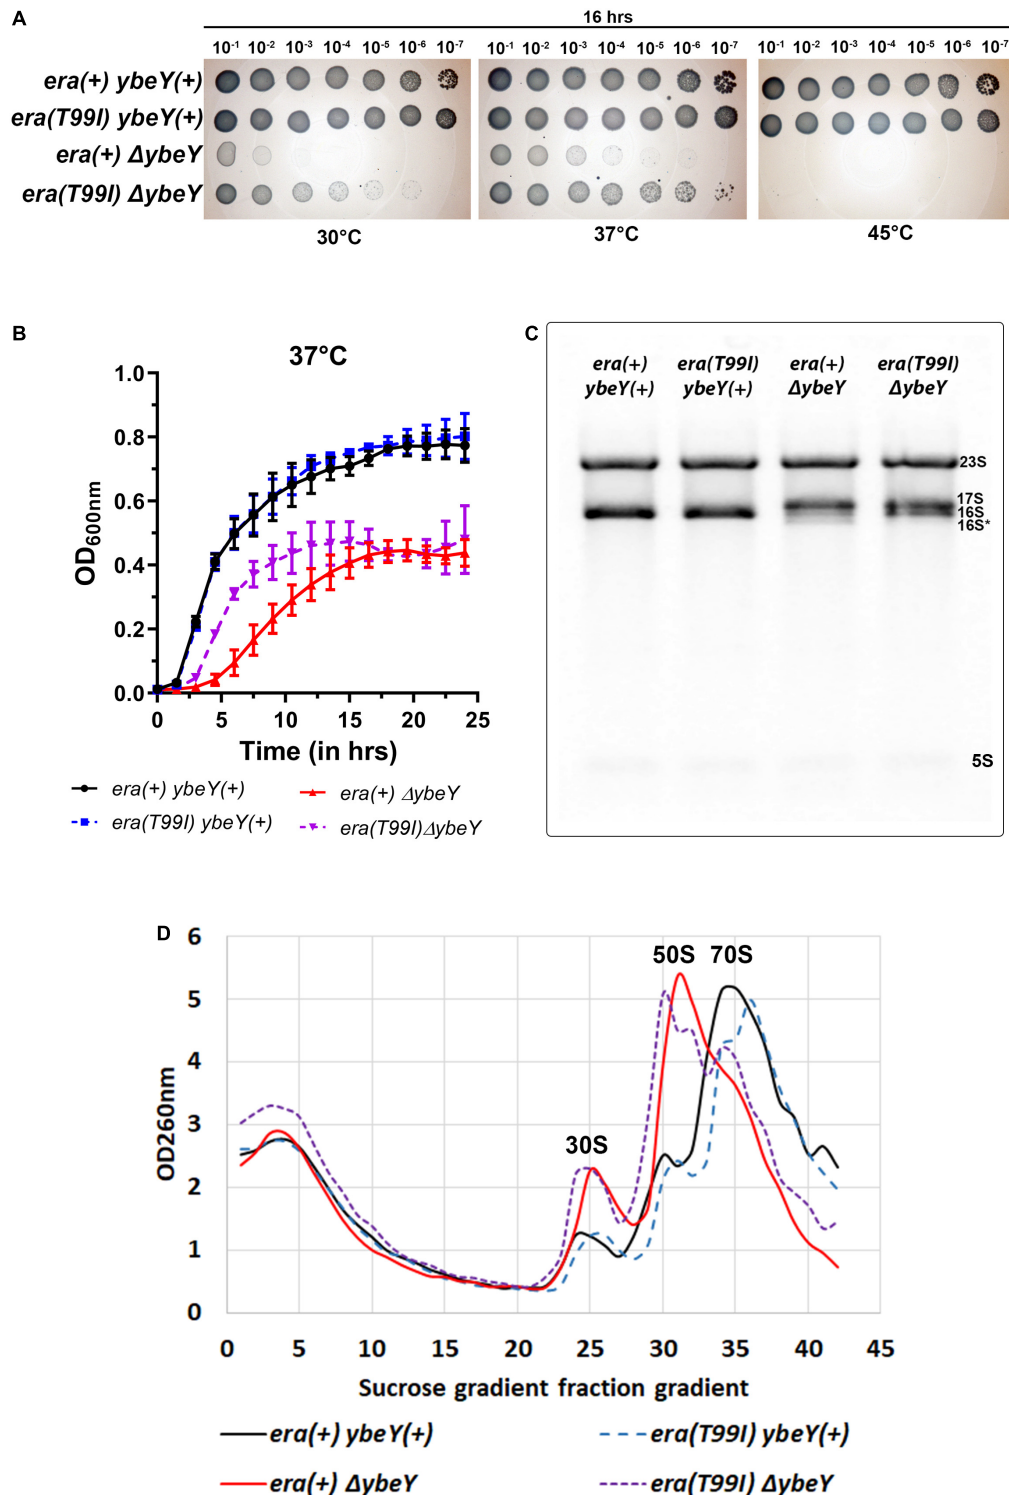 A
16 hrs
10-1 10-2 10-3 10-4 10-5 10-6 10-7 10-1 10-2 10-3 10-4 10-5 10-6 10-7 10-1 10-2 10-3 10-4 10-5 10-6 10-7
era(+) ybeY(+)
era(T99I) ybeY(+)
era(+) ΔybeY
era(T99I) ΔybeY
30°C 37°C 45°C
B
37°C
OD600nm
1.0
0.8
0.6
0.4
0.2
0.0
0 5 10 15 20 25
Time (in hrs)
era(+) ybeY(+)
era(+) ΔybeY
era(T99I) ybeY(+)
era(T99I)ΔybeY
C
era(+) era(T99I) era(+) era(T99I)
ybeY(+) ybeY(+) ΔybeY ΔybeY
23S
17S
16S
16S*
5S
D
OD260nm
6
5
4
3
2
1
0
50S 70S
30S
0 5 10 15 20 25 30 35 40 45
Sucrose gradient fraction gradient
era(+) ybeY(+)
era(T99I) ybeY(+)
era(+) ΔybeY
era(T99I) ΔybeY